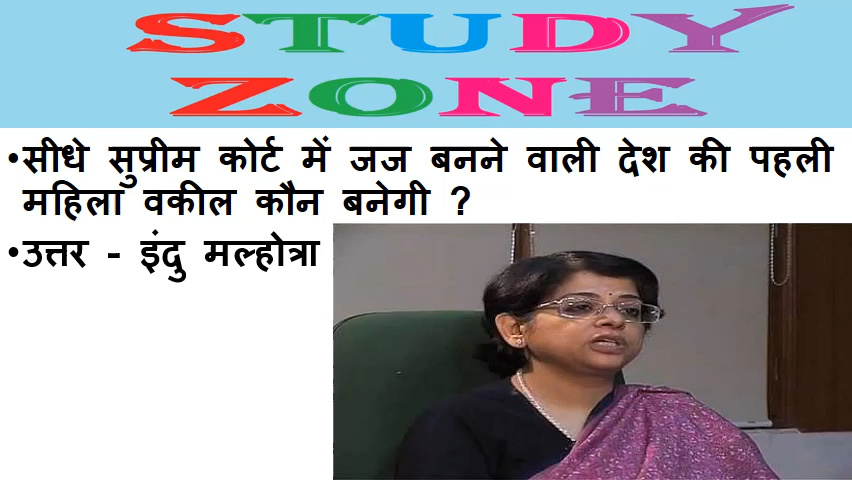 STUDY
ZONE
•सीधे सुप्रीम कोर्ट में जज बनने वाली देश की पहली
महिला वकील कौन बनेगी ?
•उत्तर - इंदु मल्होत्रा